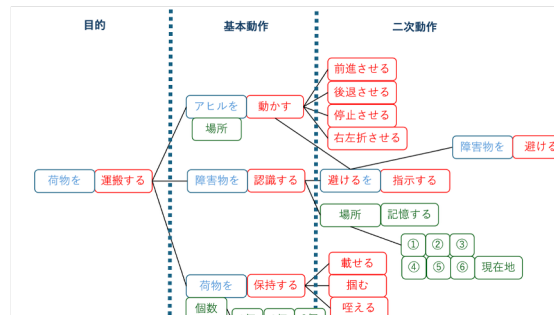 目的
基本動作
二次動作
前進させる
後退させる
停止させる
右左折させる
アヒルを 動かす
場所
障害物を 避ける
荷物を 運搬する
障害物を 認識する
避けるを 指示する
場所 記憶する
① ② ③
④ ⑤ ⑥ 現在地
載せる
荷物を 保持する
掴む
咥える
個数